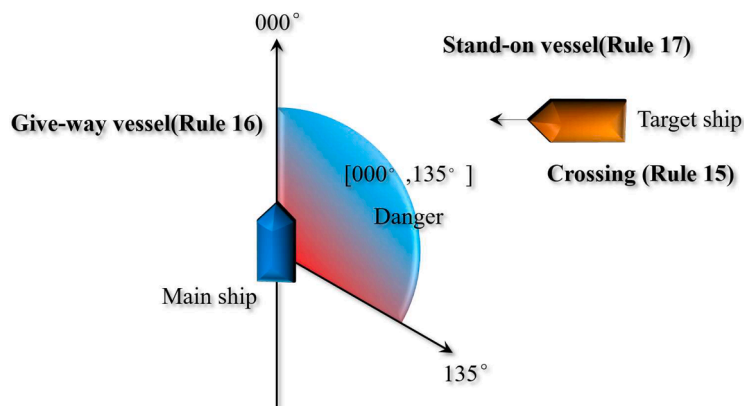 000°
Stand-on vessel(Rule 17)
Give-way vessel(Rule 16)
Target ship
[000° ,135° ]
Crossing (Rule 15)
Danger
Main ship
135°